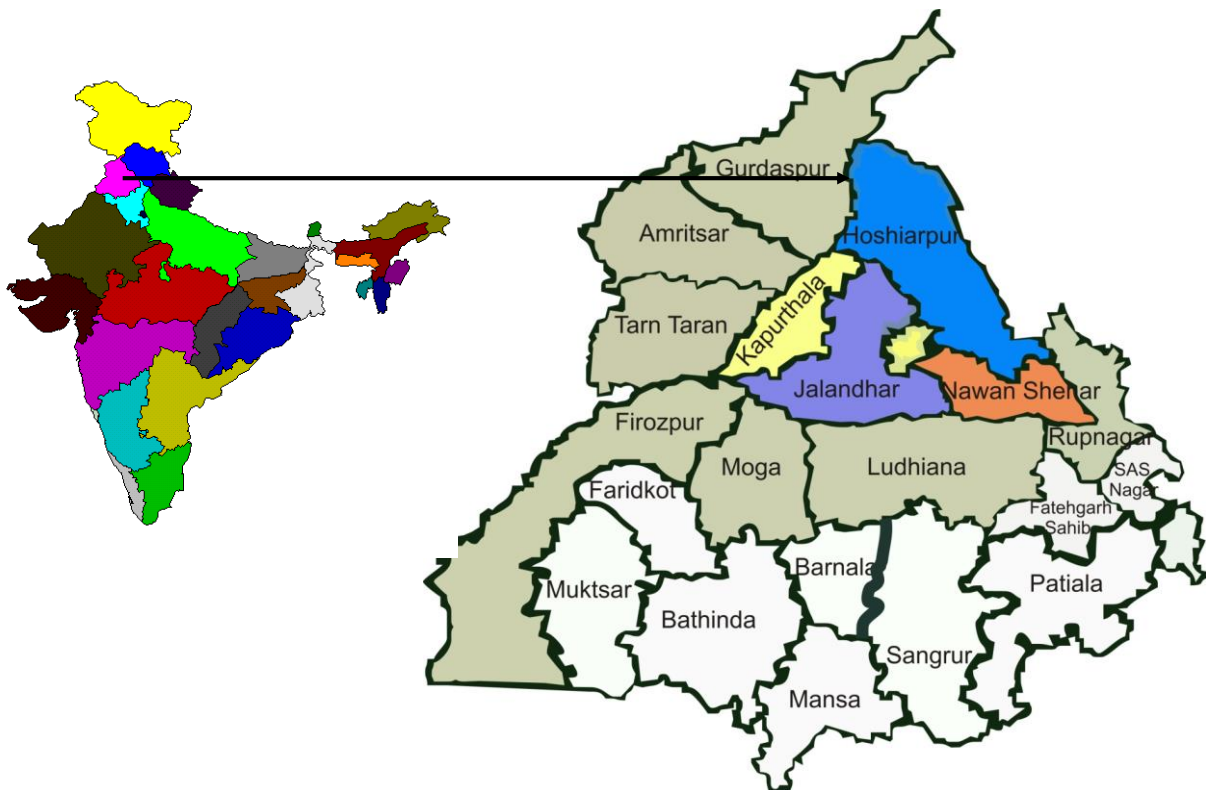 Gurdaspur
Hoshiarpur
Amritsar
Kapurthala
Tarn Taran
Jalandhar
Nawan Shehar
Firozpur
Rupnagar
Moga
Ludhiana
SAS
Nagar
Faridkot
Fatehgarh
Sahib
Barnala
Patiala
Muktsar
Bathinda
Sangrur
Mansa